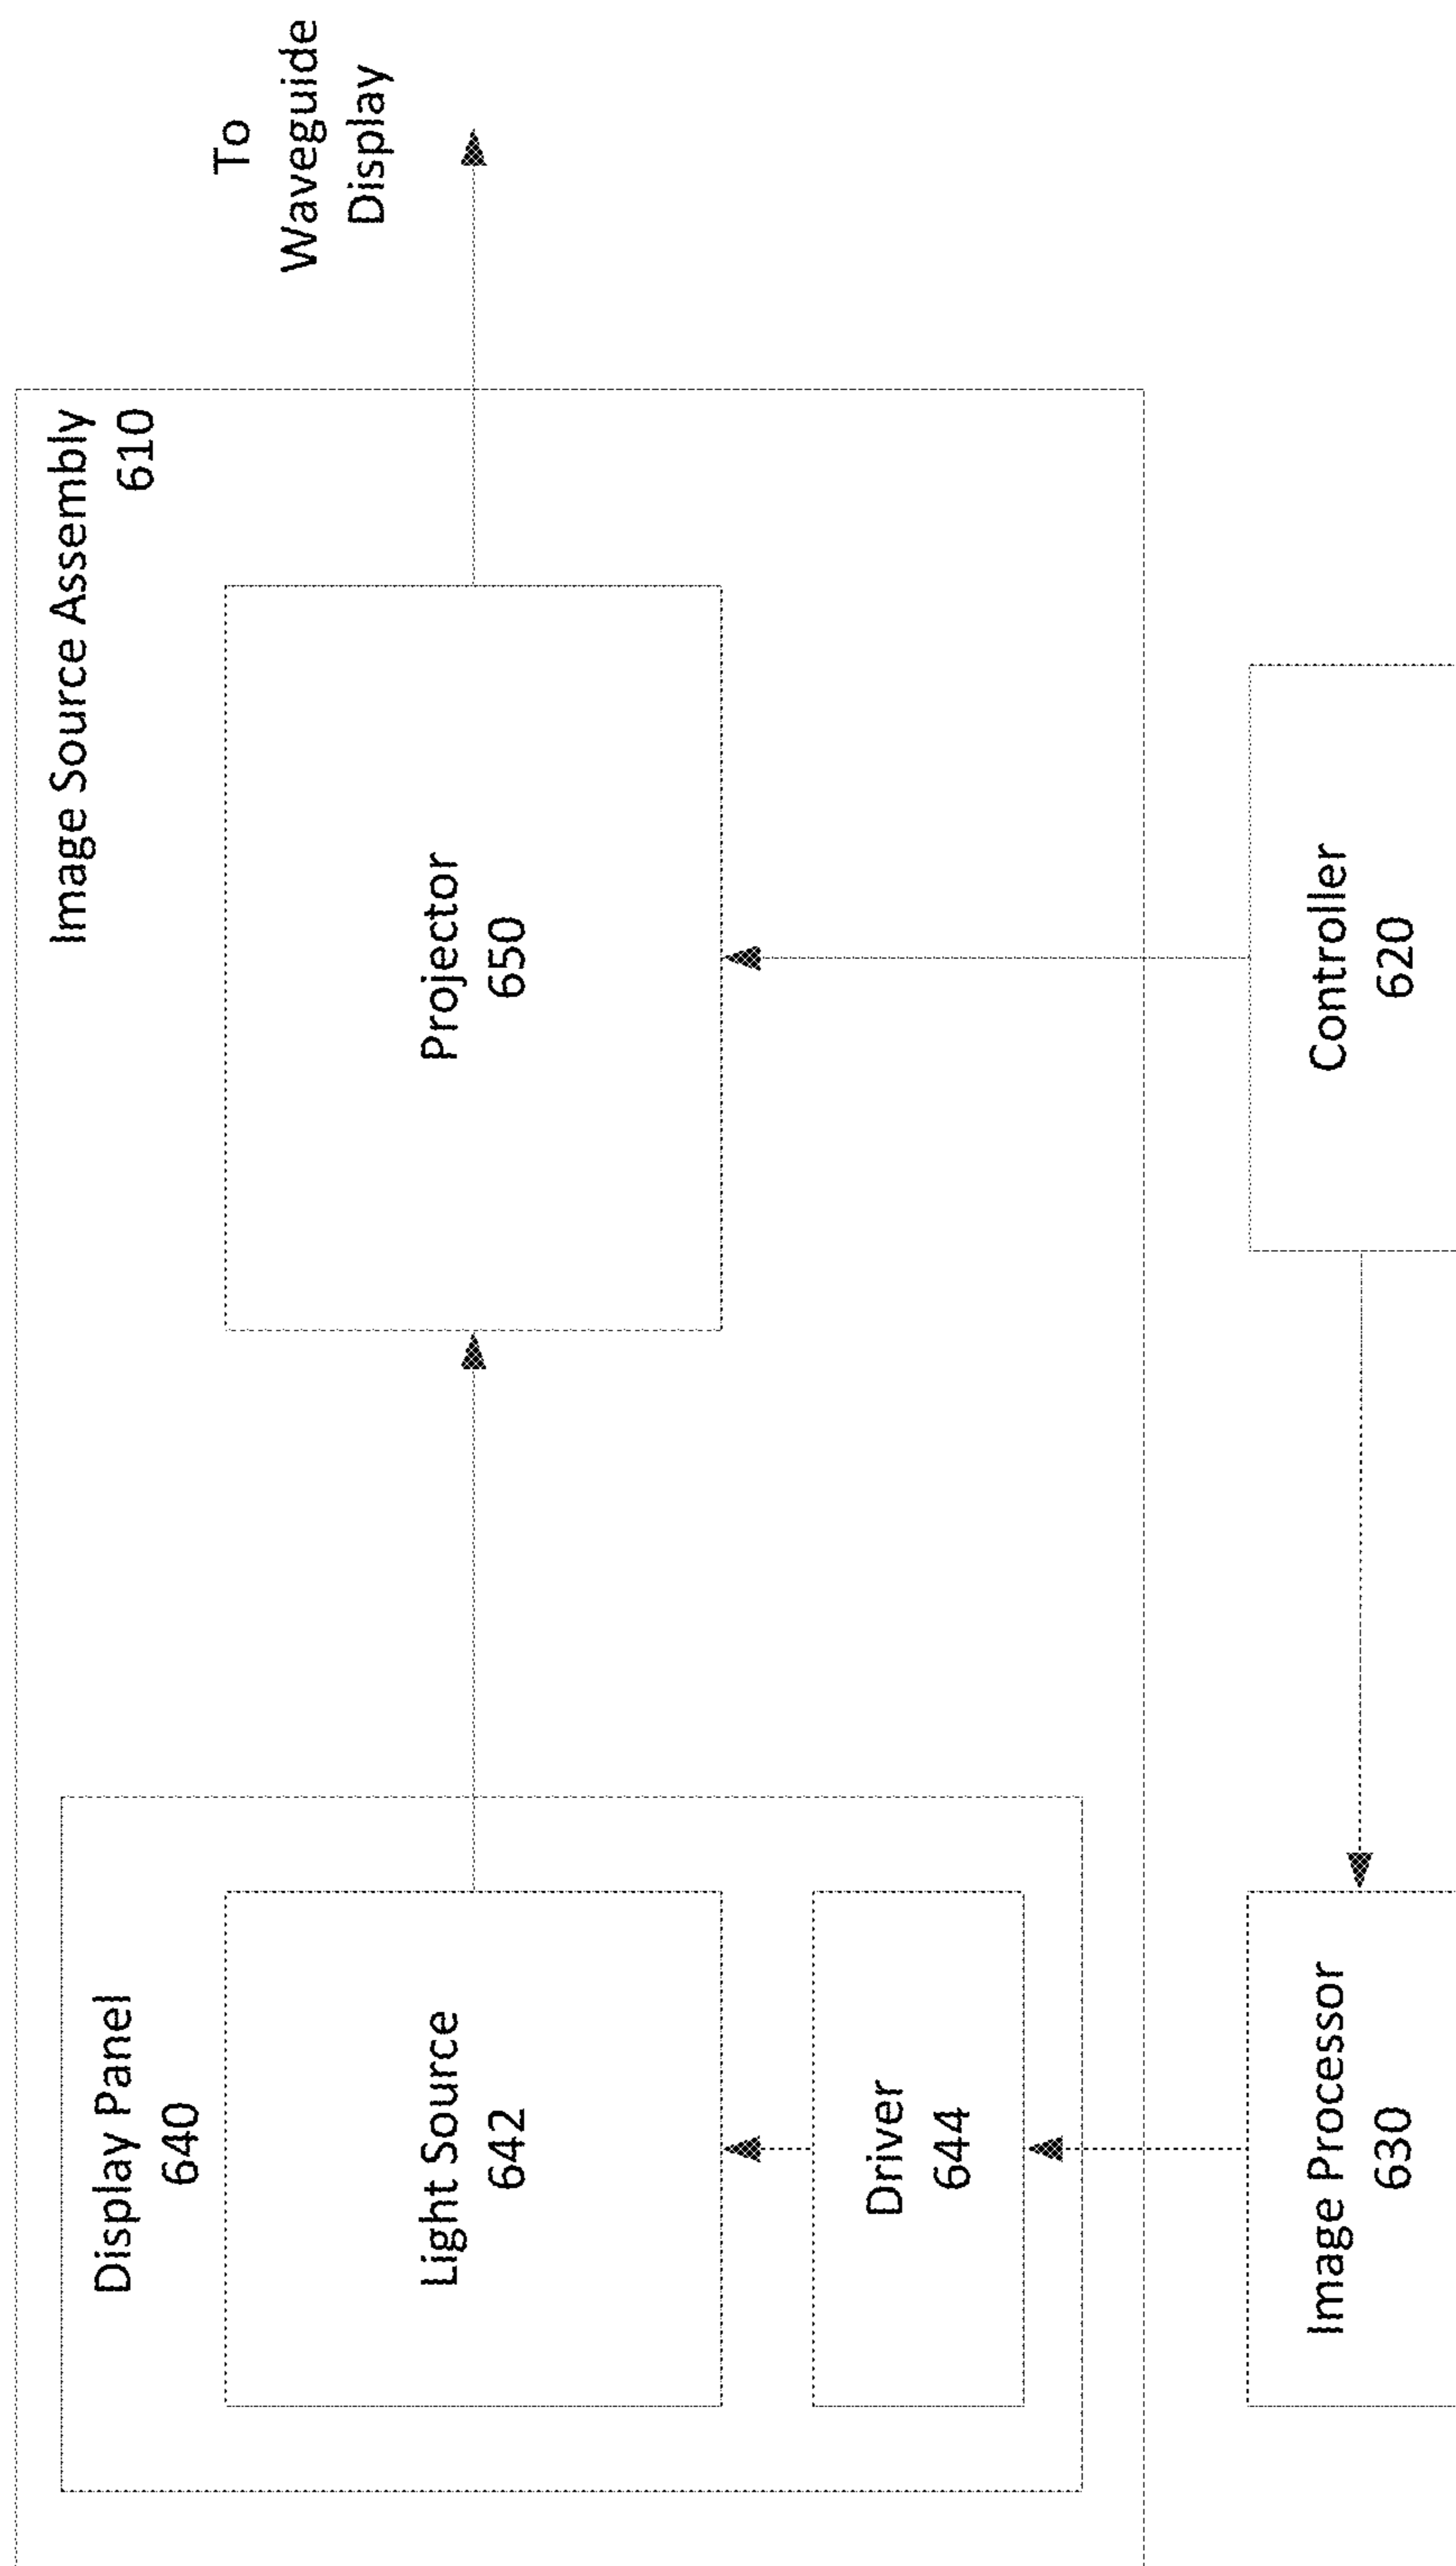 Image Source Assembly
610
To
Waveguide
Display
Display Panel
640
Light Source
642
Projector
650
Driver
644
Image Processor
630
Controller
620